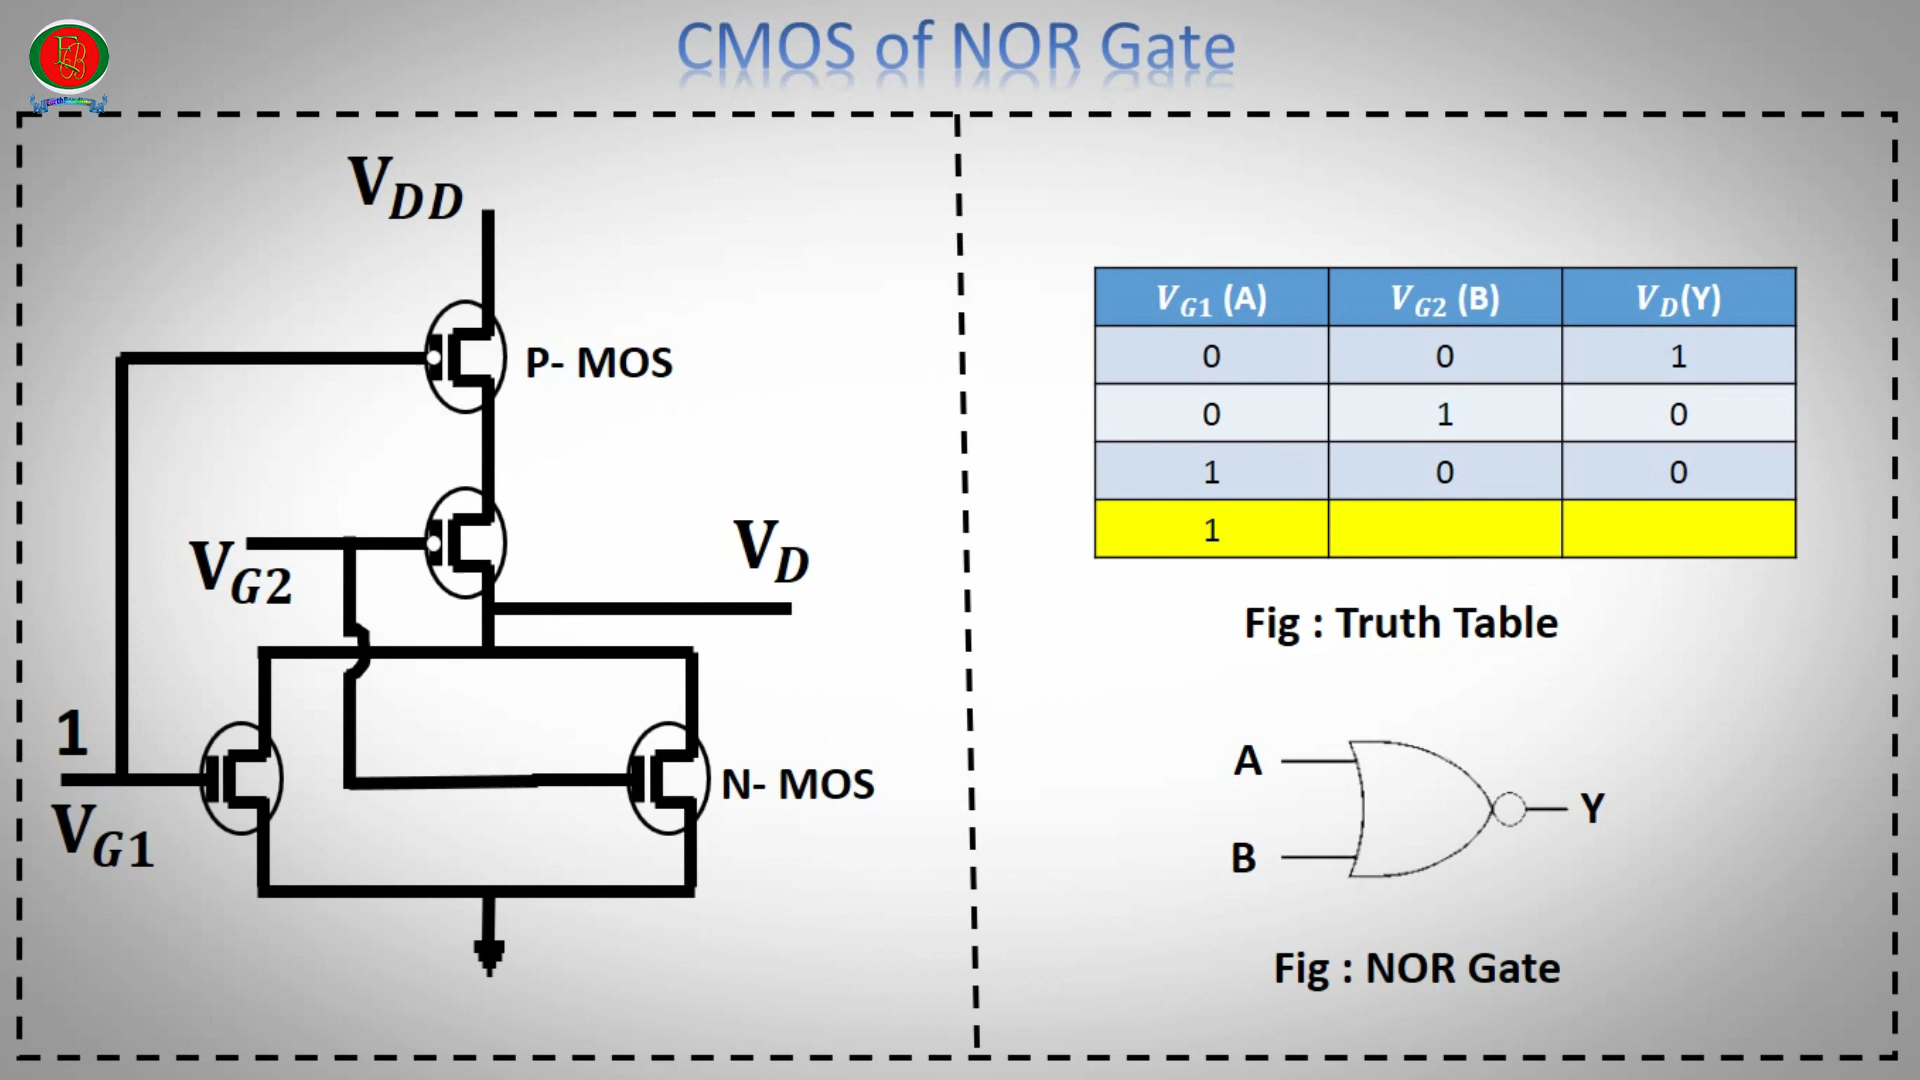 CMOS of NOR Gate
V_DD
P- MOS
V_G2
V_D
1
V_G1
N- MOS
V_G1 (A) V_G2 (B) V_D(Y)
0 0 1
0 1 0
1 0 0
1
Fig : Truth Table
A
B
Y
Fig : NOR Gate